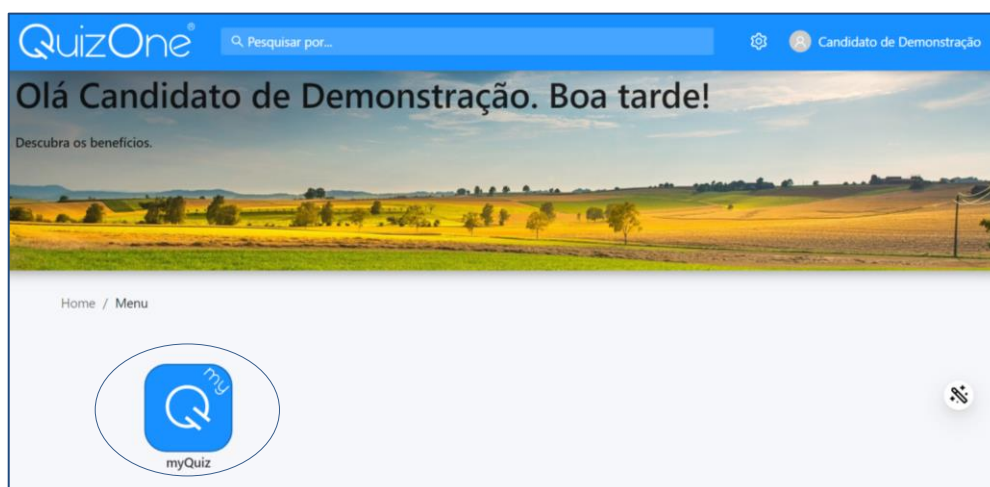 QuizOne®
Pesquisar por...
Candidato de Demonstração
Olá Candidato de Demonstração. Boa tarde!
Descubra os benefícios.
Home / Menu
my
Q
myQuiz